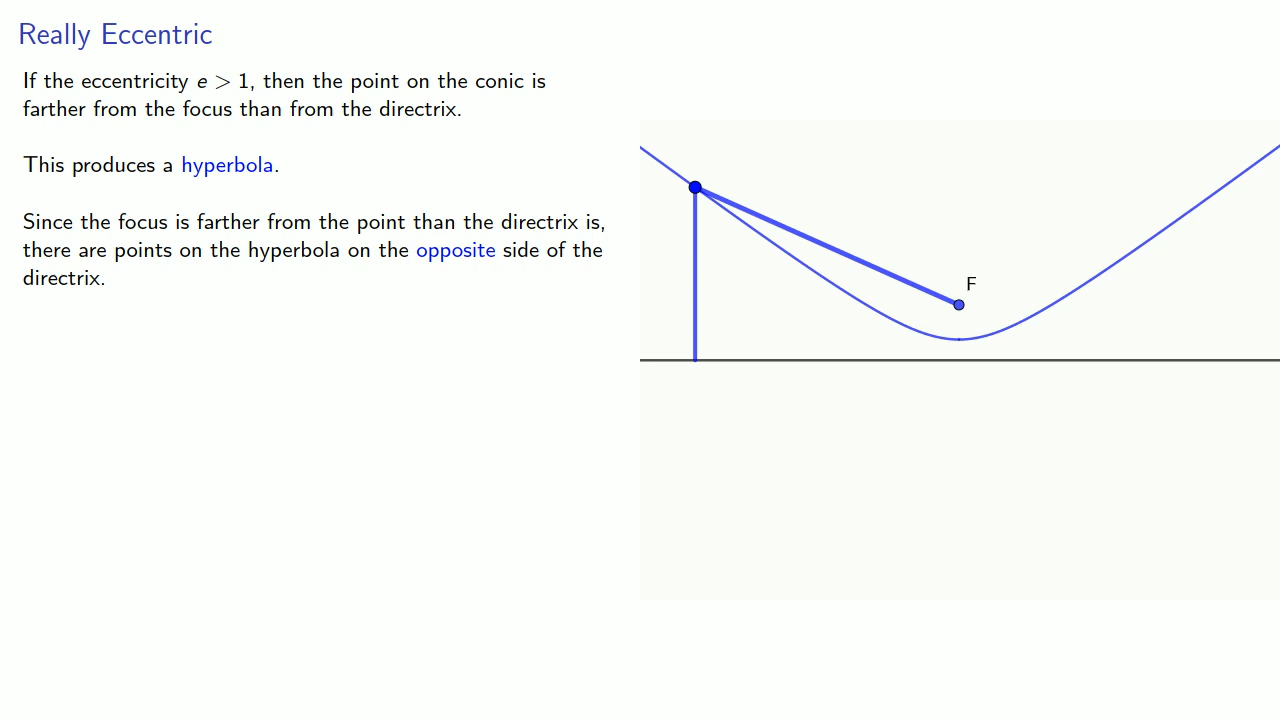 Really Eccentric
If the eccentricity e > 1, then the point on the conic is
farther from the focus than from the directrix.
This produces a hyperbola.
Since the focus is farther from the point than the directrix is,
there are points on the hyperbola on the opposite side of the
directrix.
F